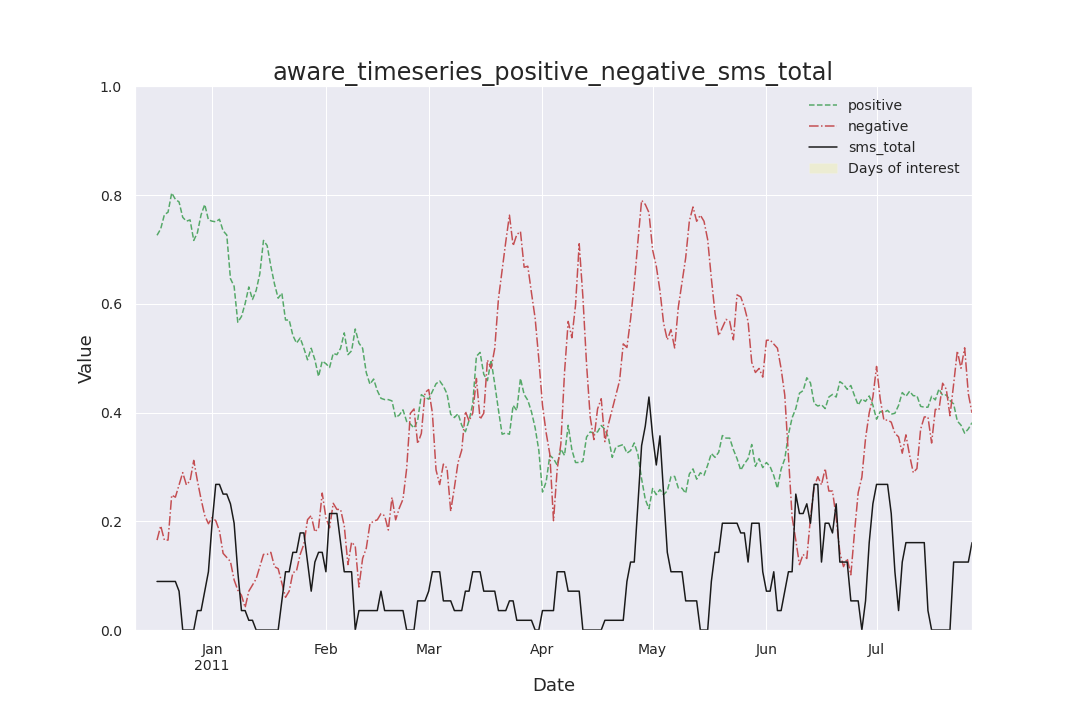 aware_timeseries_positive_negative_sms_total
1.0
0.8
0.6
0.4
0.2
0.0
Value
positive
negative
sms_total
Days of interest
Jan
2011
Feb
Mar
Apr
May
Jun
Jul
Date